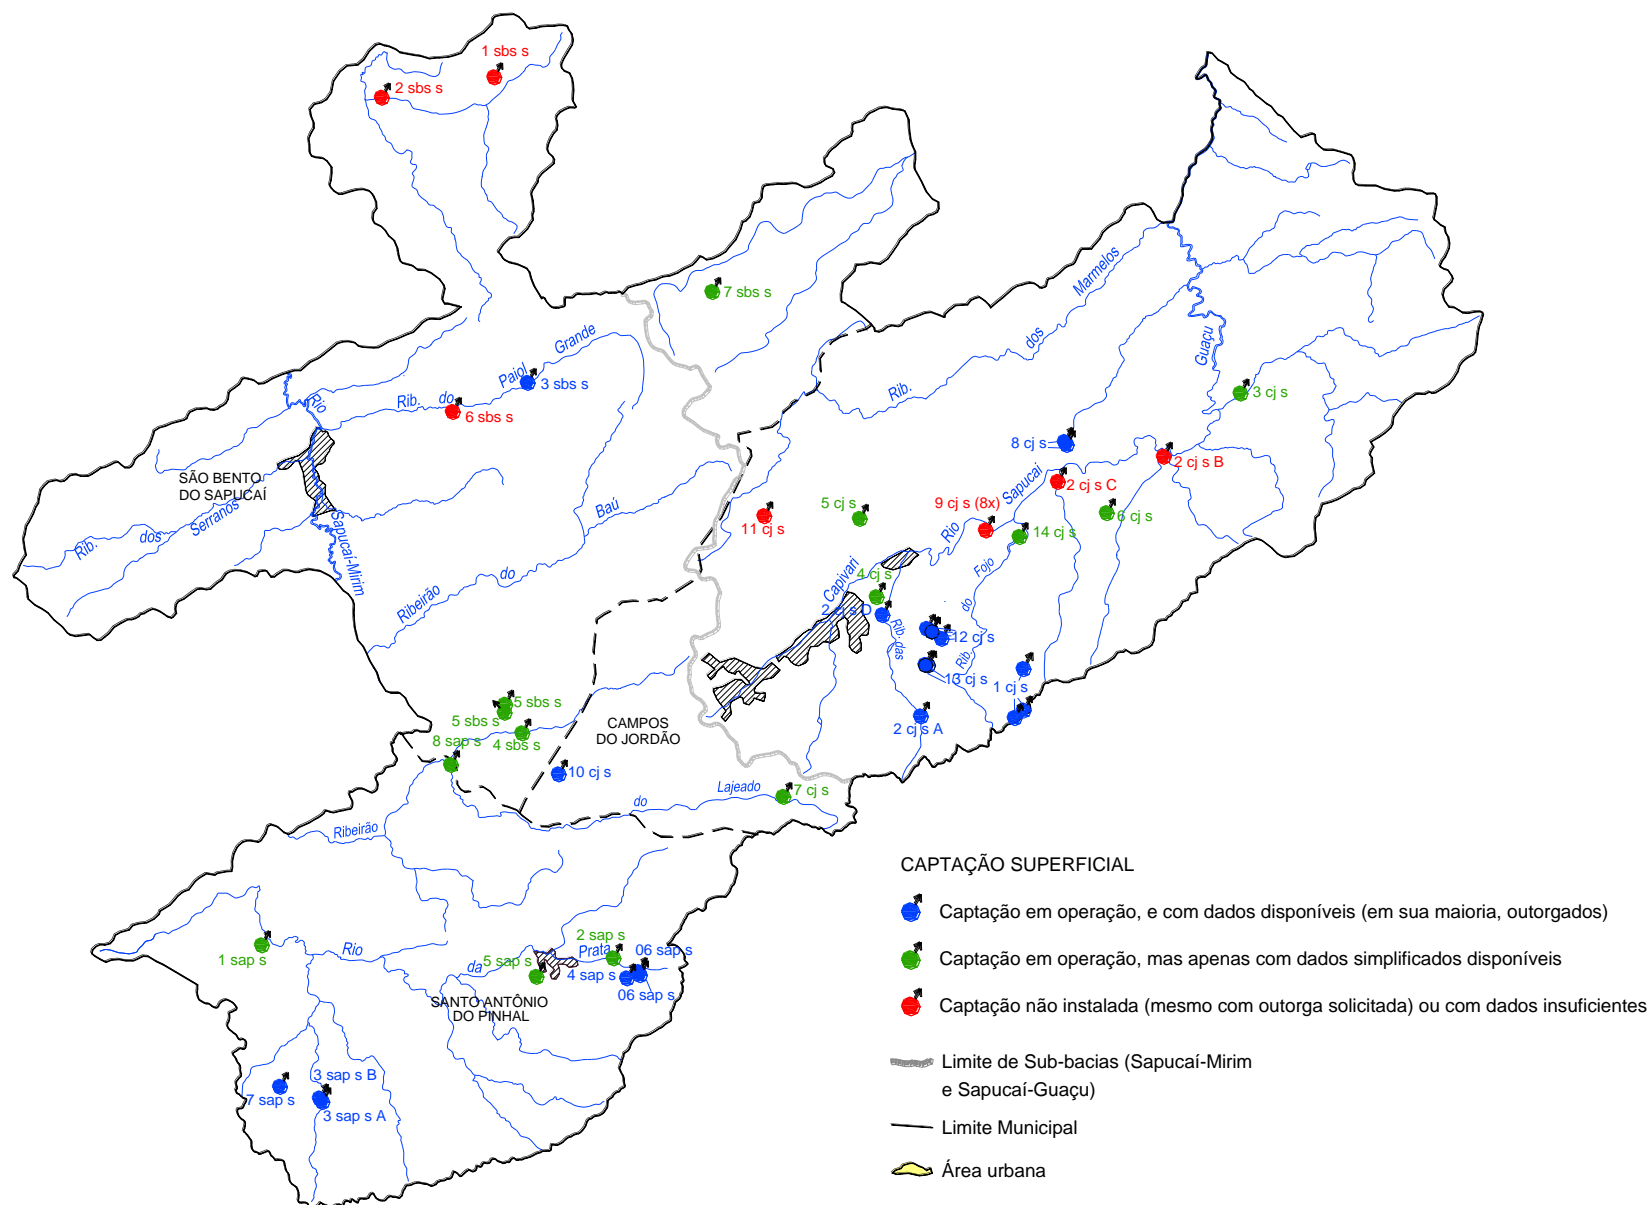 1 sbs s
2 sbs s
7 sbs s
Marmelos
dos
Rib.
Guaçu
Grande
Paiol
do
Rib.
3 sbs s
6 sbs s
Rio
3 cj s
8 cj s
2 cj s B
2 cj s C
Sapucaí
Rio
9 cj s (8x)
6 cj s
14 cj s
5 cj s
11 cj s
SÃO BENTO
DO SAPUCAÍ
Rib.
dos
Serranos
Sapucaí-Mirim
Baú
do
Ribeirão
Capivari
4 cj s
2 cj s D
Rib. das
Fojo
do
Rib.
12 cj s
13 cj s
1 cj s
2 cj s A
5 sbs s
5 sbs s
4 sbs s
8 sap s
CAMPOS
DO JORDÃO
10 cj s
7 cj s
Lajeado
do
Ribeirão
1 sap s
Rio
da
Prata
2 sap s
5 sap s
4 sap s
06 sap s
06 sap s
SANTO ANTÔNIO
DO PINHAL
3 sap s B
7 sap s
3 sap s A
CAPTAÇÃO SUPERFICIAL
Captação em operação, e com dados disponíveis (em sua maioria, outorgados)
Captação em operação, mas apenas com dados simplificados disponíveis
Captação não instalada (mesmo com outorga solicitada) ou com dados insuficientes
Limite de Sub-bacias (Sapucaí-Mirim
e Sapucaí-Guaçu)
Limite Municipal
Área urbana